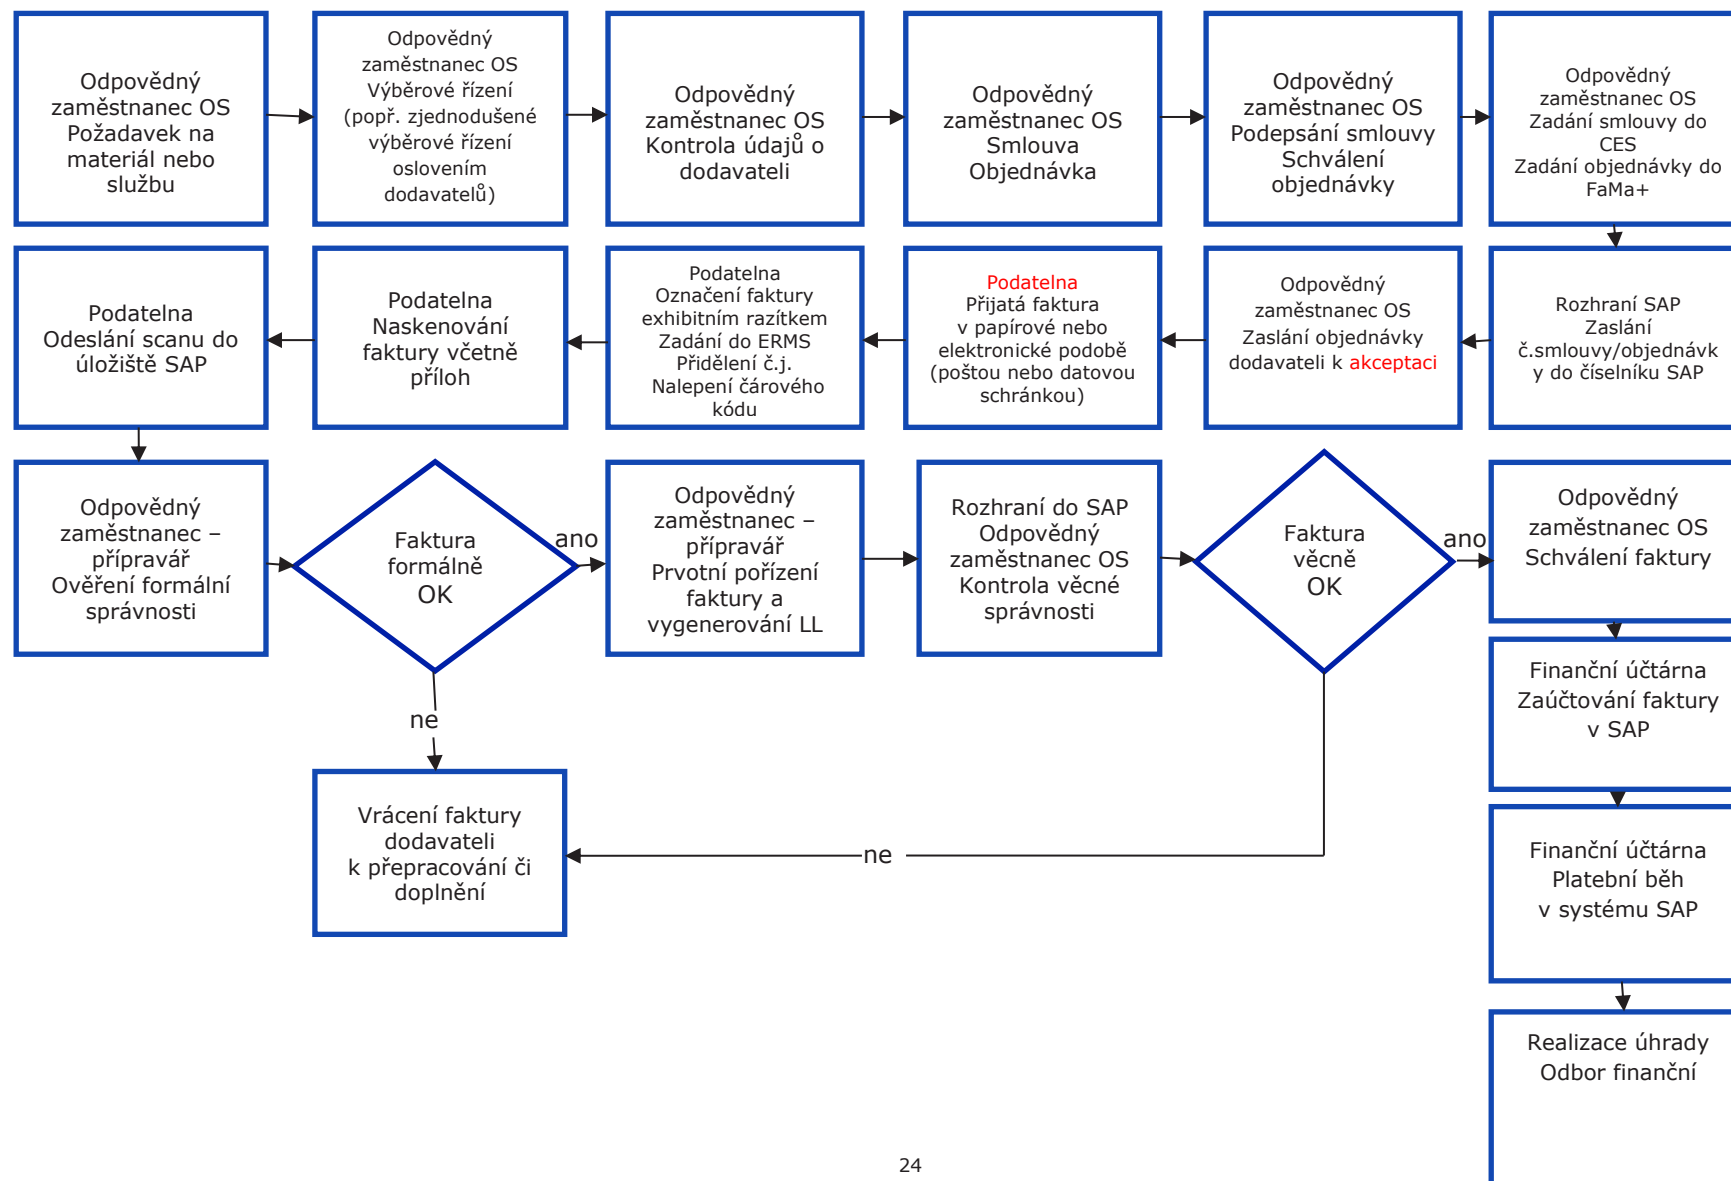 Odpovědný
zaměstnanec OS
Požadavek na
materiál nebo
službu
Odpovědný
zaměstnanec OS
Výběrové řízení
(popř. zjednodušené
výběrové řízení
oslovením
dodavatelů)
Odpovědný
zaměstnanec OS
Kontrola údajů o
dodavateli
Odpovědný
zaměstnanec OS
Smlouva
Objednávka
Odpovědný
zaměstnanec OS
Podepsání smlouvy
Schválení
objednávky
Odpovědný
zaměstnanec OS
Zadání smlouvy do
CES
Zadání objednávky do
FaMa+
Rozhraní SAP
Zaslání
č.smlouvy/objednávk
y do číselníku SAP
Odpovědný
zaměstnanec OS
Zaslání objednávky
dodavateli k akceptaci
Podatelna
Přijatá faktura
v papírové nebo
elektronické podobě
(poštou nebo datovou
schránkou)
Podatelna
Označení faktury
exhibitním razítkem
Zadání do ERMS
Přidělení č.j.
Nalepení čárového
kódu
Podatelna
Naskenování
faktury včetně
příloh
Podatelna
Odeslání scanu do
úložiště SAP
Odpovědný
zaměstnanec –
přípravář
Ověření formální
správnosti
Faktura
formálně
OK
ano
Odpovědný
zaměstnanec –
přípravář
Prvotní pořízení
faktury a
vygenerování LL
Rozhraní do SAP
Odpovědný
zaměstnanec OS
Kontrola věcné
správnosti
Faktura
věcně
OK
ano
Odpovědný
zaměstnanec OS
Schválení faktury
Finanční účtárna
Zaúčtování faktury
v SAP
ne
Vrácení faktury
dodavateli
k přepracování či
doplnění
ne
Finanční účtárna
Platební běh
v systému SAP
Realizace úhrady
Odbor finanční
24